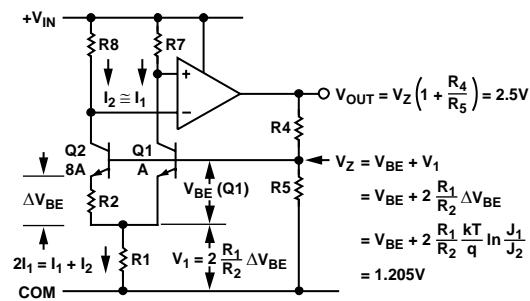 +VIN
R8
R7
I2 ≅ I1
+
−
VOUT = VZ (1 + R4/R5) = 2.5V
R4
Q2
8A
Q1
A
VZ = VBE + V1
ΔVBE
R2
VBE (Q1)
R5
= VBE + 2 R1/R2 ΔVBE
= VBE + 2 R1/R2 kT/q ln J1/J2
= 1.205V
2I1 = I1 + I2
R1
V1 = 2 R1/R2 ΔVBE
COM